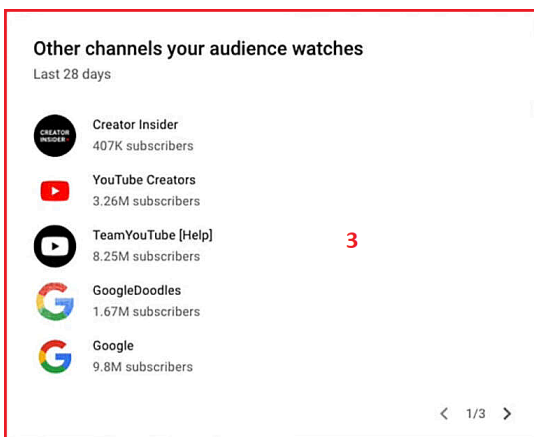 Other channels your audience watches
Last 28 days
CREATOR
INSIDER
Creator Insider
407K subscribers
YouTube Creators
3.26M subscribers
TeamYouTube [Help]
8.25M subscribers
3
GoogleDoodles
1.67M subscribers
Google
9.8M subscribers
1/3